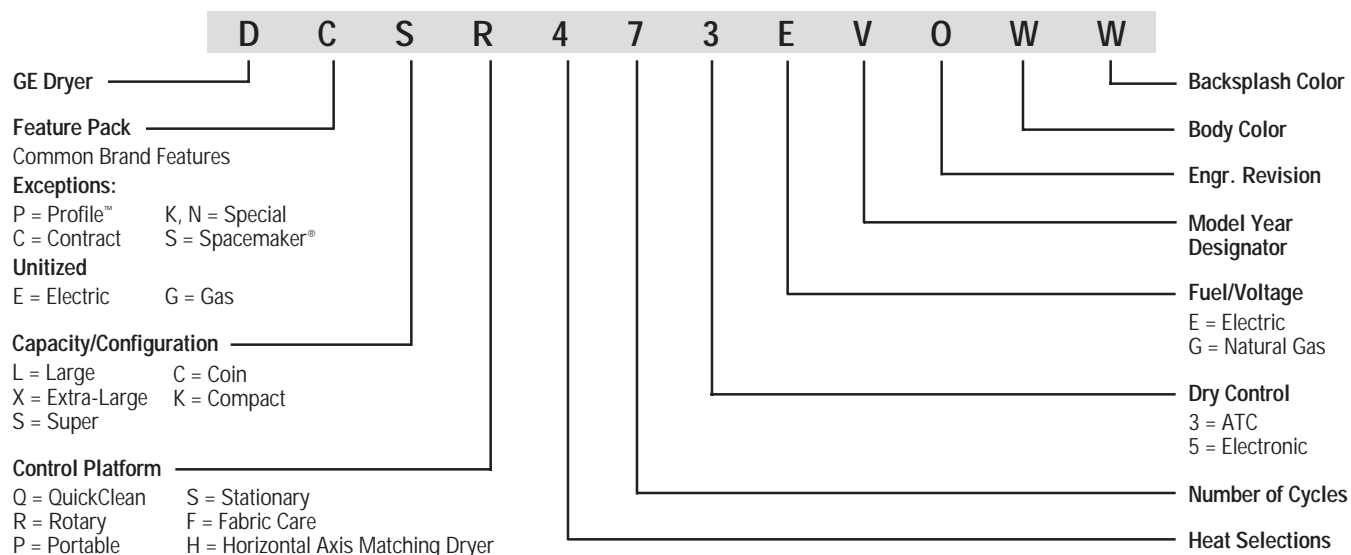 D C S R 4 7 3 E V O W W
GE Dryer
Feature Pack
Common Brand Features
Exceptions:
P = Profile™ K, N = Special
C = Contract S = Spacemaker®
Unitized
E = Electric G = Gas
Capacity/Configuration
L = Large C = Coin
X = Extra-Large K = Compact
S = Super
Control Platform
Q = QuickClean S = Stationary
R = Rotary F = Fabric Care
P = Portable H = Horizontal Axis Matching Dryer
Backsplash Color
Body Color
Engr. Revision
Model Year
Designator
Fuel/Voltage
E = Electric
G = Natural Gas
Dry Control
3 = ATC
5 = Electronic
Number of Cycles
Heat Selections